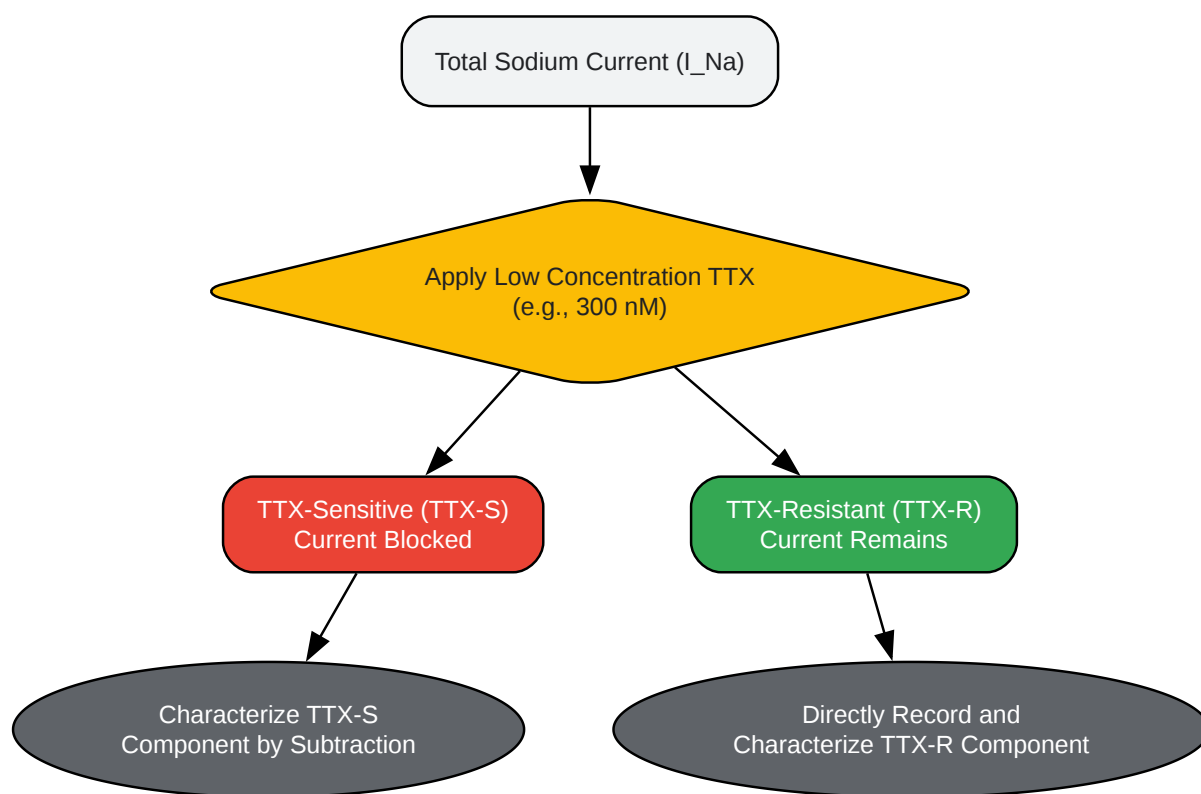 Total Sodium Current (I_Na)
Apply Low Concentration TTX
(e.g., 300 nM)
TTX-Sensitive (TTX-S)
Current Blocked
TTX-Resistant (TTX-R)
Current Remains
Characterize TTX-S
Component by Subtraction
Directly Record and
Characterize TTX-R Component